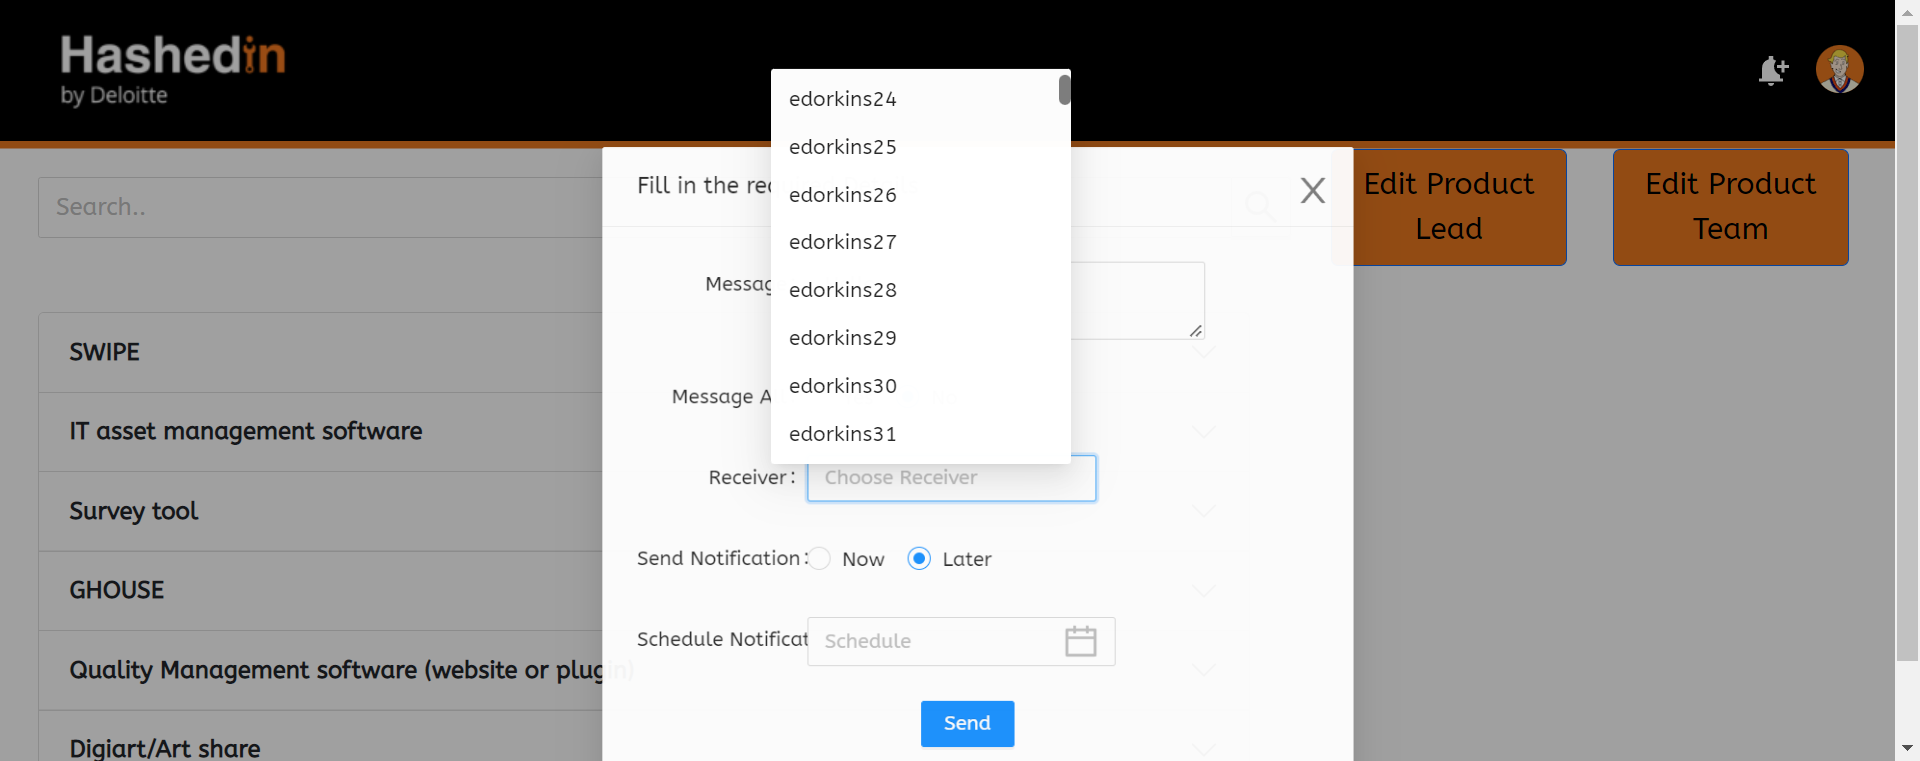 Hashedin
by Deloitte
Search..
Edit Product
Lead
Edit Product
Team
SWIPE
IT asset management software
Survey tool
GHOUSE
Quality Management software (website or plugin)
Digiart/Art share
Fill in the
X
edorkins24
edorkins25
edorkins26
edorkins27
edorkins28
edorkins29
edorkins30
edorkins31
Messag
Message A
Receiver:
Choose Receiver
Send Notification:
Now
Later
Schedule Notificat
Schedule
Send